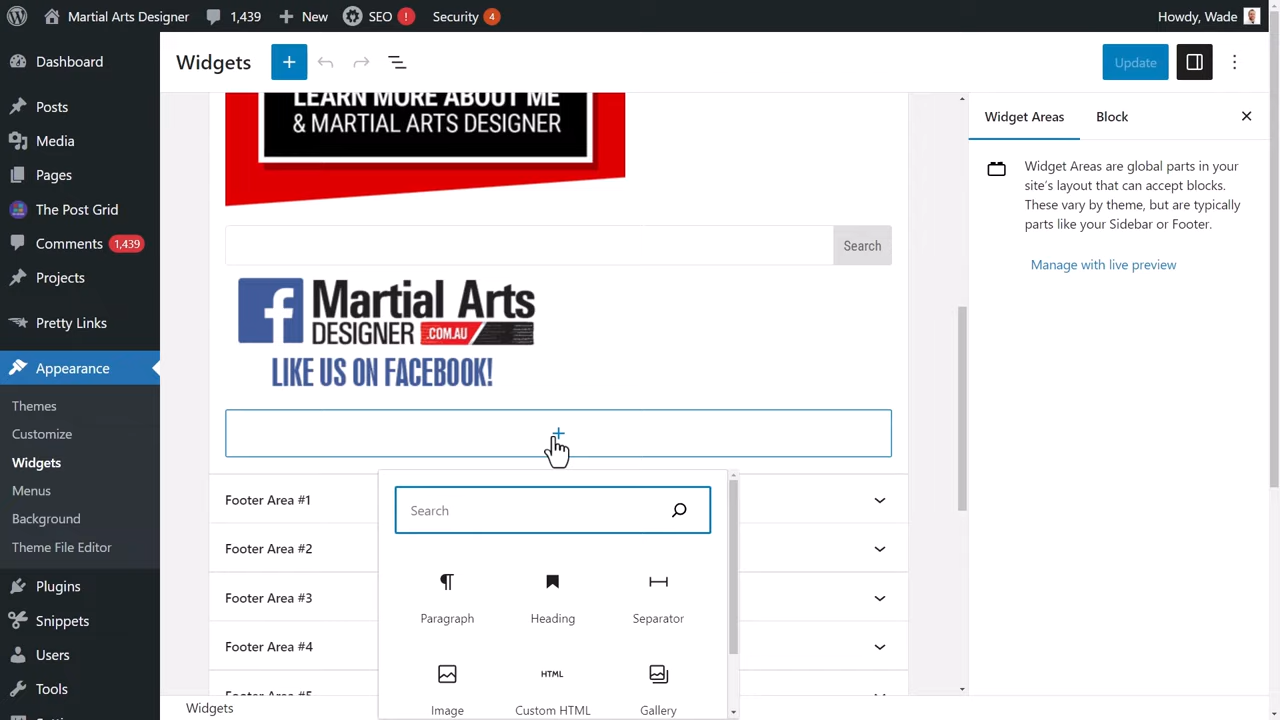 Martial Arts Designer
1,439
New
SEO
!
Security
4
Howdy, Wade
Dashboard
Posts
Media
Pages
The Post Grid
Comments
1,439
Projects
Pretty Links
Appearance
Themes
Customize
Widgets
Menus
Background
Theme File Editor
Plugins
Snippets
Users
Tools
Widgets
Update
LEARN MORE ABOUT ME
& MARTIAL ARTS DESIGNER
Search
f
Martial Arts
DESIGNER .COM.AU
LIKE US ON FACEBOOK!
Footer Area #1
Footer Area #2
Footer Area #3
Footer Area #4
Footer Area #5
Search
Paragraph
Heading
Separator
HTML
Image
Custom HTML
Gallery
Widgets
Widget Areas
Block
Widget Areas are global parts in your
site's layout that can accept blocks.
These vary by theme, but are typically
parts like your Sidebar or Footer.
Manage with live preview